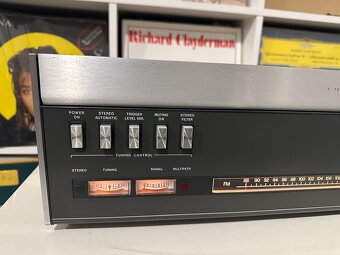 Richard Clayderman
POWER ON
STEREO AUTOMATIC
TRIGGER LEVEL VAR.
MUTING ON
STEREO FILTER
TUNING CONTROL
STEREO TUNING SIGNAL MULTIPATH
FM 88 90 92 94 96 98 100 102 104 106